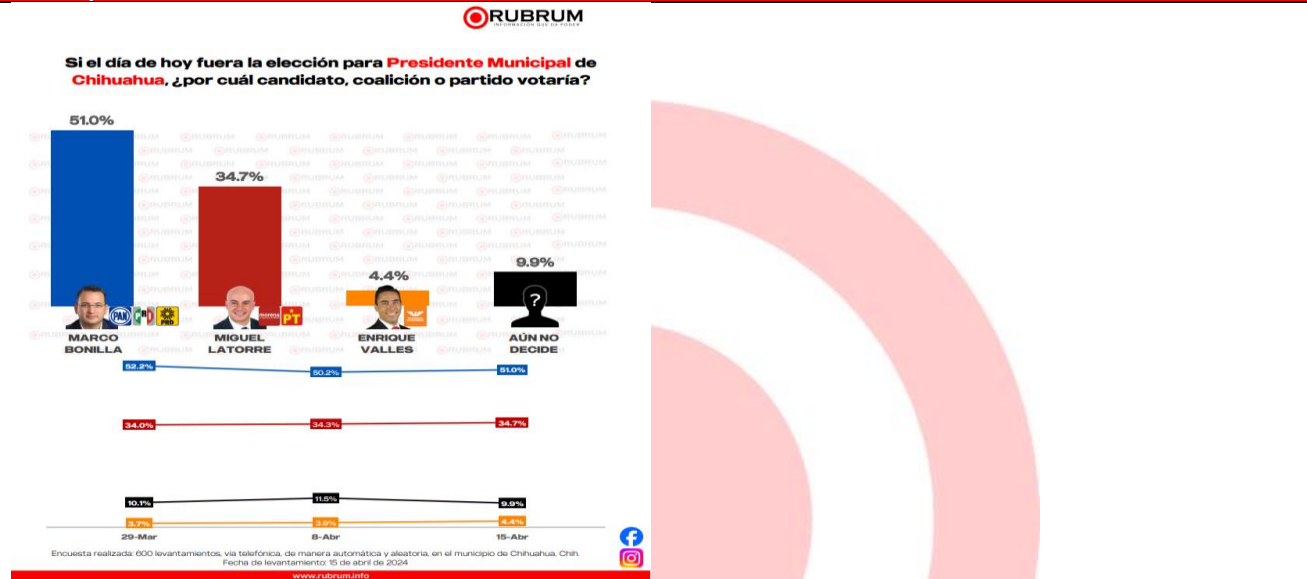 RUBRUM
INFORMACIÓN QUE DA PODER
Si el día de hoy fuera la elección para Presidente Municipal de
Chihuahua, ¿por cuál candidato, coalición o partido votaría?
51.0%
34.7%
4.4%
9.9%
?
PAN PRI PRD
morena PT
MARCO
BONILLA
MIGUEL
LATORRE
ENRIQUE
VALLES
AÚN NO
DECIDE
52.2% 50.2% 51.0%
34.0% 34.3% 34.7%
10.1% 11.5% 9.9%
3.7% 3.9% 4.4%
29-Mar 8-Abr 15-Abr
Encuesta realizada: 600 levantamientos, vía telefónica, de manera automática y aleatoria, en el municipio de Chihuahua, Chih.
Fecha de levantamiento: 15 de abril de 2024
www.rubrum.info